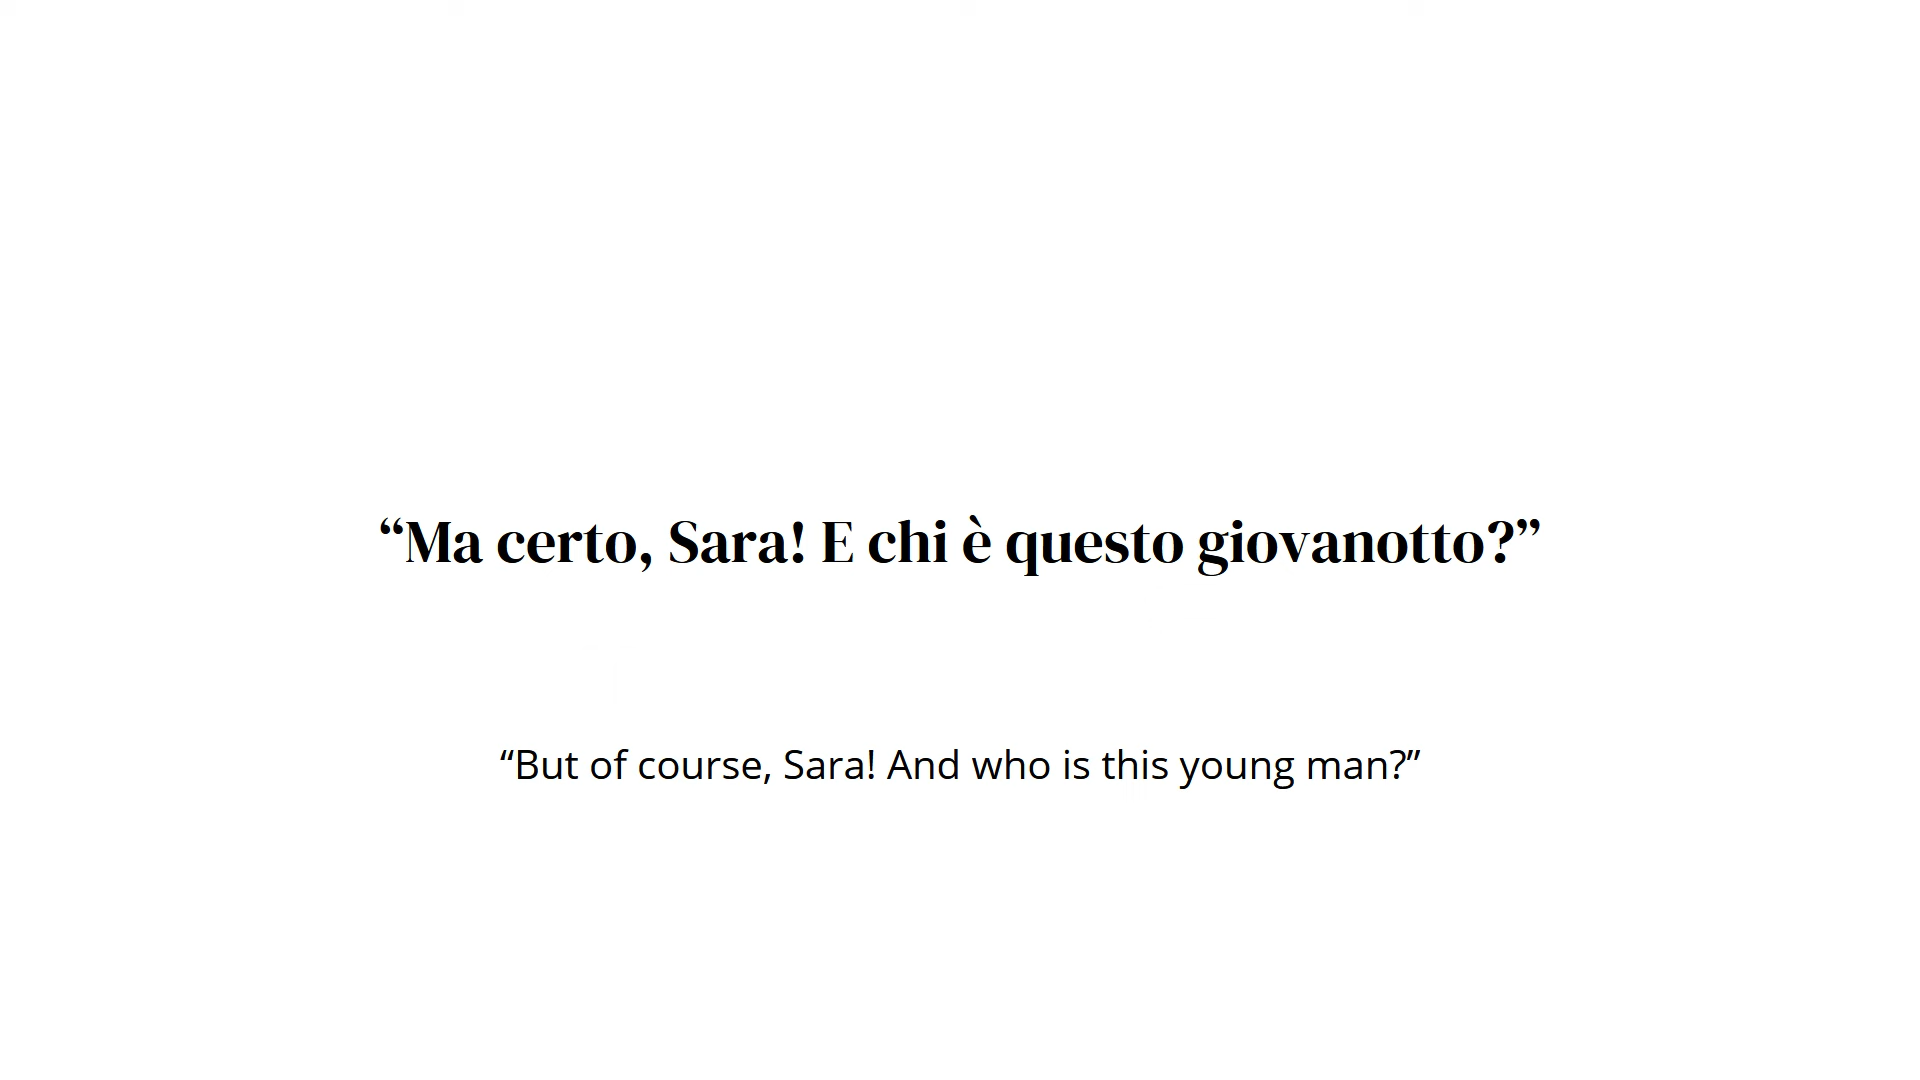 “Ma certo, Sara! E chi è questo giovanotto?”
“But of course, Sara! And who is this young man?”